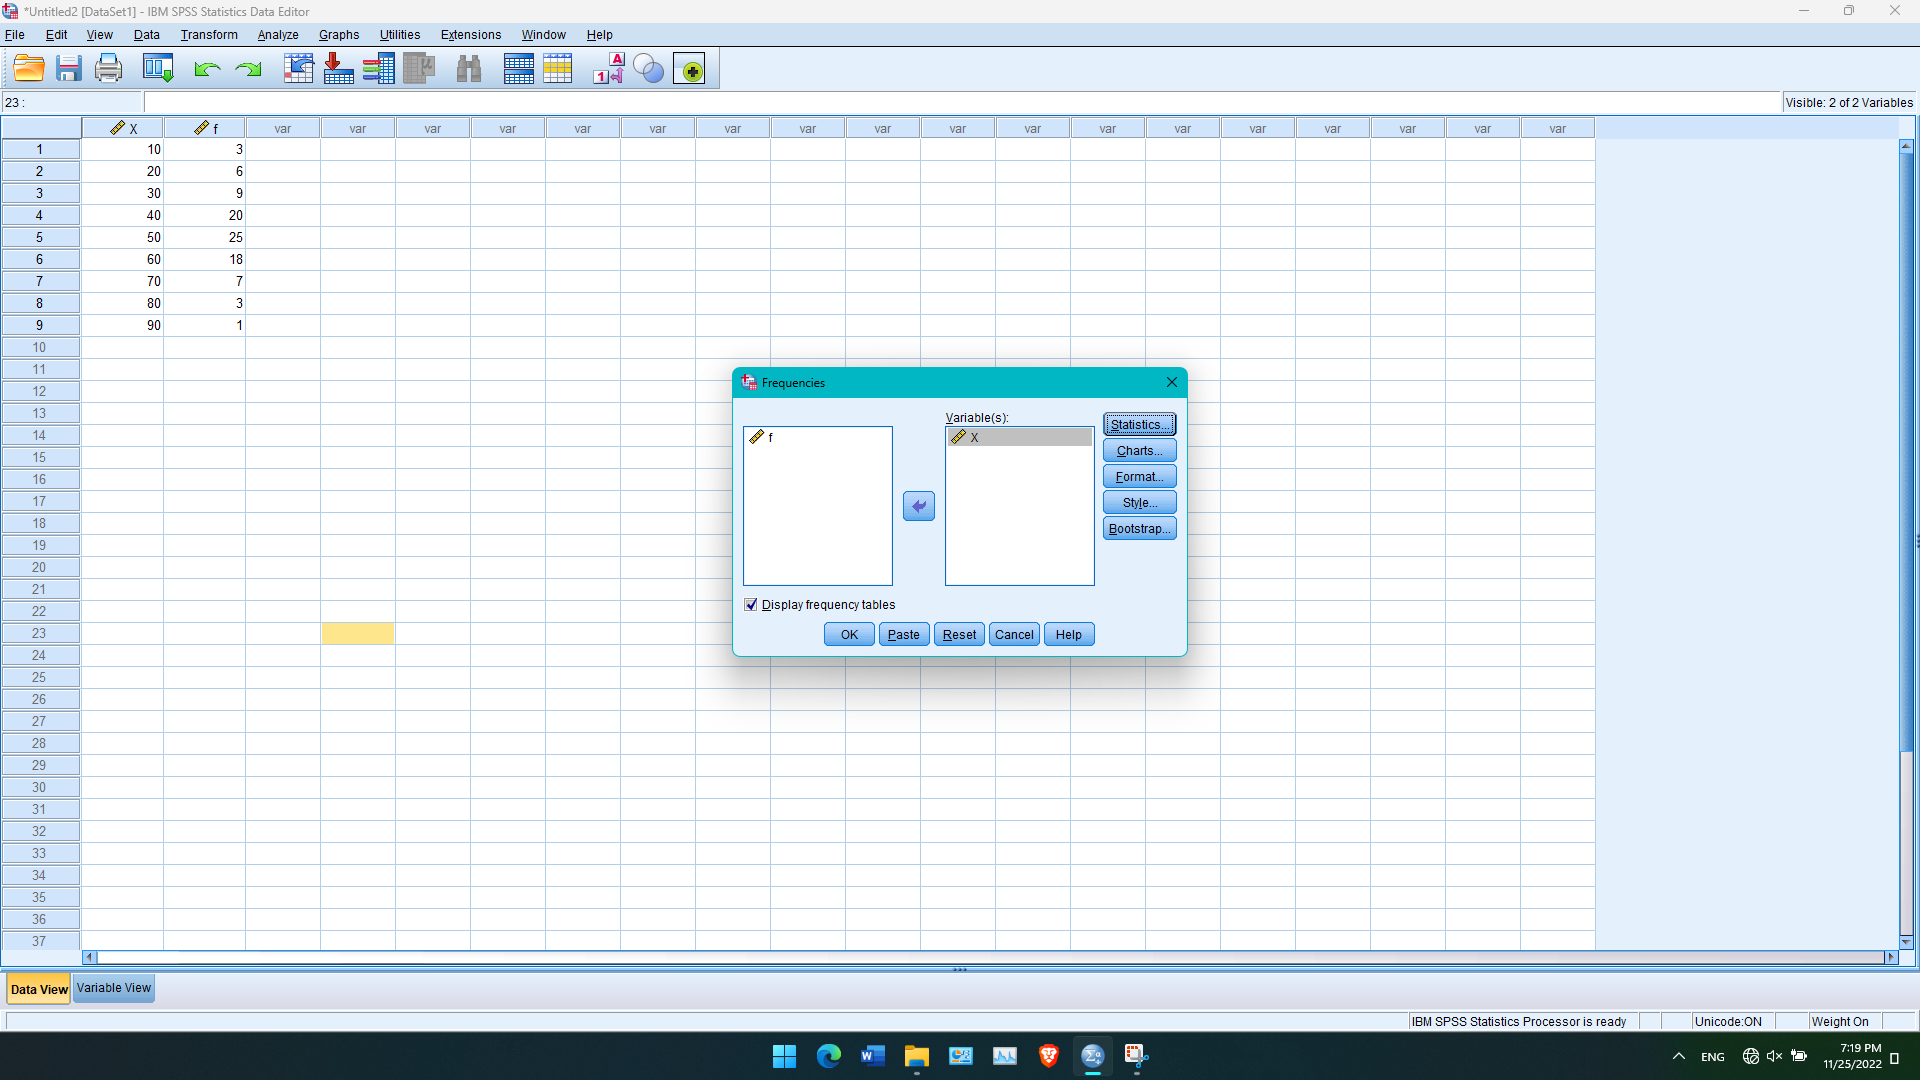 *Untitled2 [DataSet1] - IBM SPSS Statistics Data Editor
File Edit View Data Transform Analyze Graphs Utilities Extensions Window Help
23 :
Visible: 2 of 2 Variables
X f var var var var var var var var var var var var var var var var var var
1 10 3
2 20 6
3 30 9
4 40 20
5 50 25
6 60 18
7 70 7
8 80 3
9 90 1
10
11
12
13
14
15
16
17
18
19
20
21
22
23
24
25
26
27
28
29
30
31
32
33
34
35
36
37
Frequencies
Variable(s):
f
X
Statistics...
Charts...
Format...
Style...
Bootstrap...
Display frequency tables
OK Paste Reset Cancel Help
Data View Variable View
IBM SPSS Statistics Processor is ready Unicode:ON Weight On
ENG
7:19 PM
11/25/2022